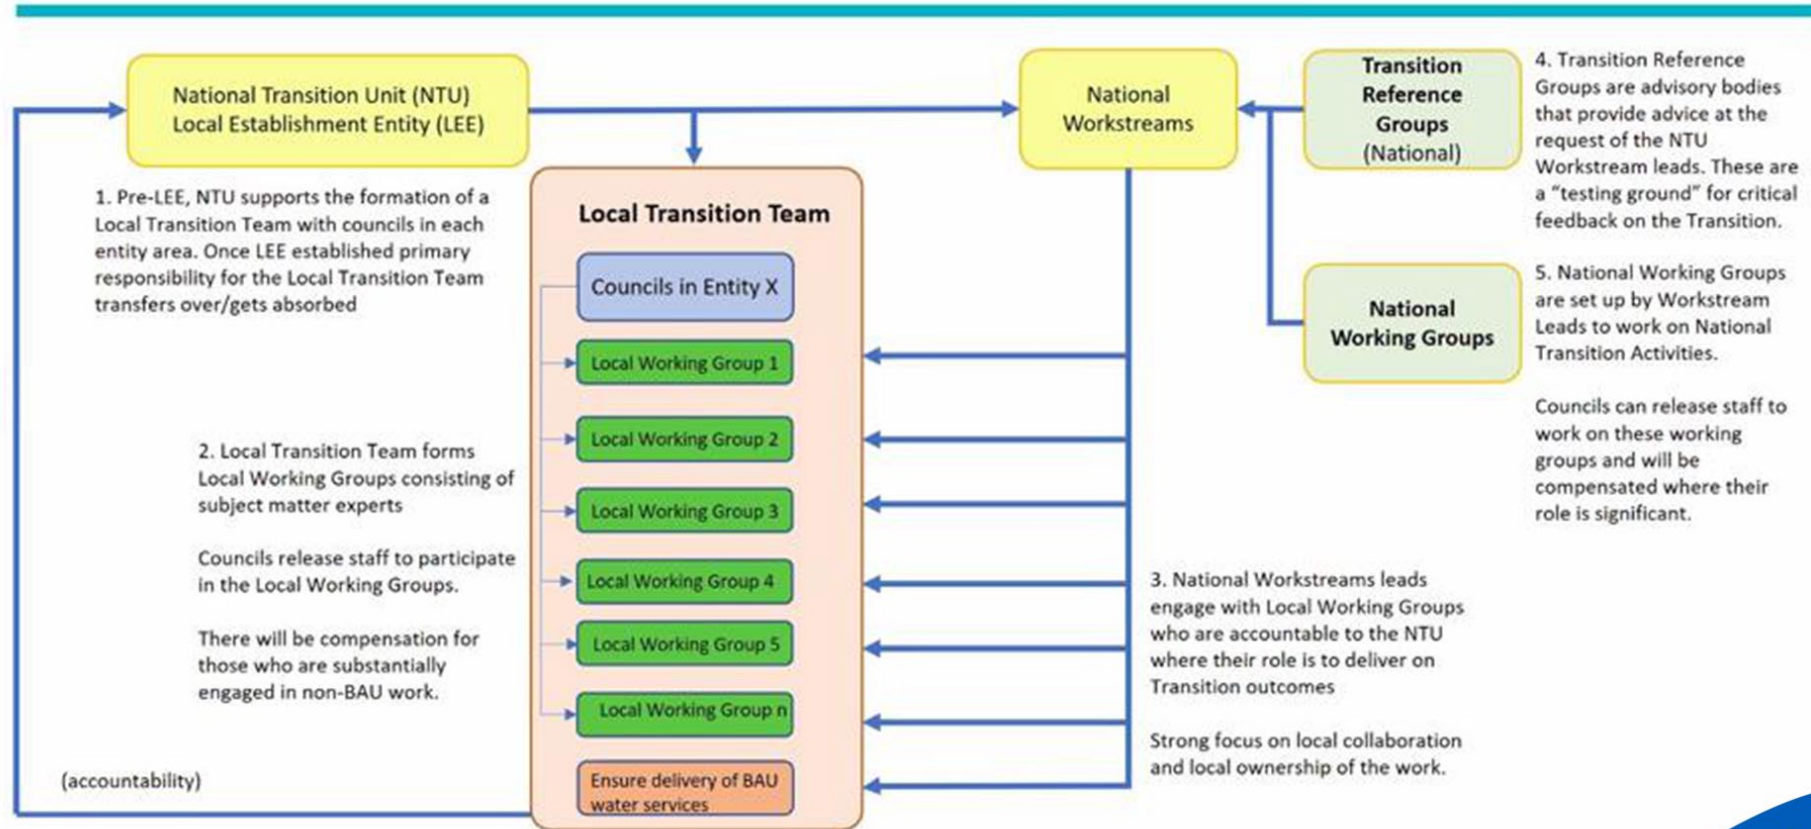 National Transition Unit (NTU)
Local Establishment Entity (LEE)
1. Pre-LEE, NTU supports the formation of a
Local Transition Team with councils in each
entity area. Once LEE established primary
responsibility for the Local Transition Team
transfers over/gets absorbed
2. Local Transition Team forms
Local Working Groups consisting of
subject matter experts
Councils release staff to participate
in the Local Working Groups.
There will be compensation for
those who are substantially
engaged in non-BAU work.
(accountability)
Local Transition Team
Councils in Entity X
Local Working Group 1
Local Working Group 2
Local Working Group 3
Local Working Group 4
Local Working Group 5
Local Working Group n
Ensure delivery of BAU
water services
National
Workstreams
3. National Workstreams leads
engage with Local Working Groups
who are accountable to the NTU
where their role is to deliver on
Transition outcomes
Strong focus on local collaboration
and local ownership of the work.
Transition
Reference
Groups
(National)
National
Working Groups
4. Transition Reference
Groups are advisory bodies
that provide advice at the
request of the NTU
Workstream leads. These are
a “testing ground” for critical
feedback on the Transition.
5. National Working Groups
are set up by Workstream
Leads to work on National
Transition Activities.
Councils can release staff to
work on these working
groups and will be
compensated where their
role is significant.